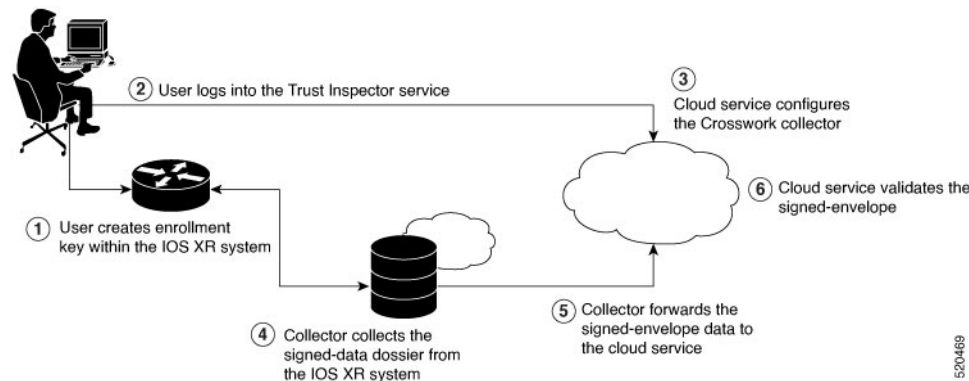 ② User logs into the Trust Inspector service
③
Cloud service configures
the Crosswork collector
⑥ Cloud service validates the
signed-envelope
① User creates enrollment
key within the IOS XR system
④ Collector collects the
signed-data dossier from
the IOS XR system
⑤ Collector forwards the
signed-envelope data to
the cloud service
520469